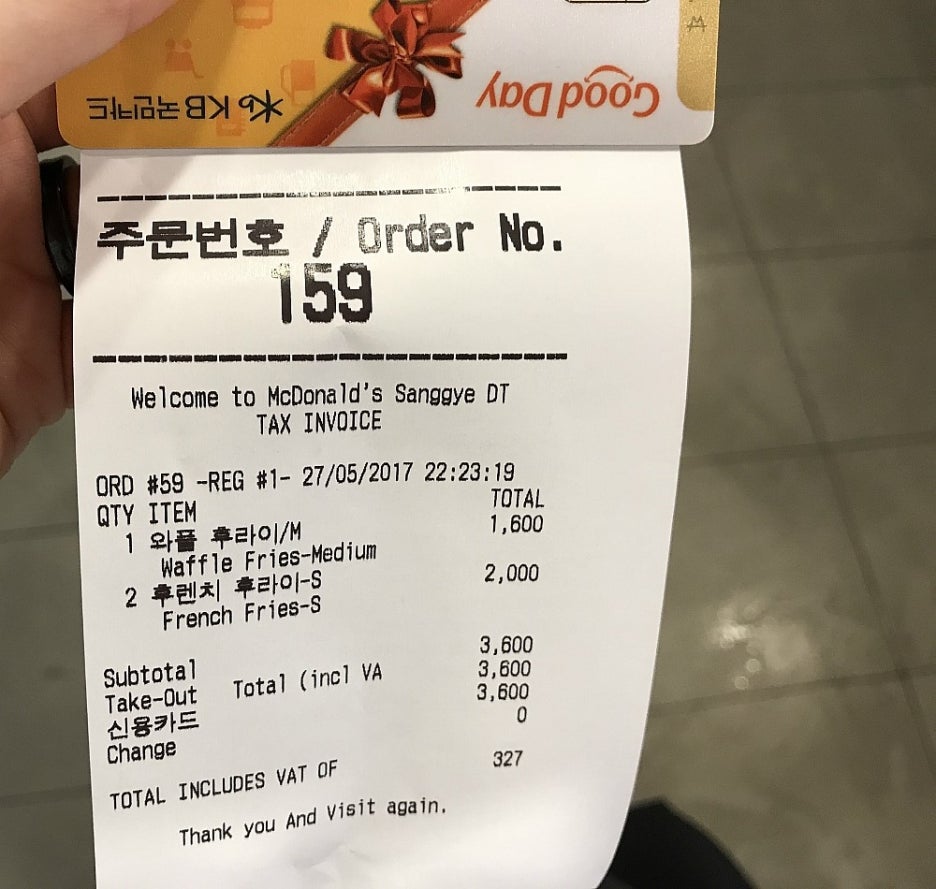 Good Day
KB 국민카드
주문번호 / Order No.
159
Welcome to McDonald's Sanggye DT
TAX INVOICE
ORD #59 -REG #1- 27/05/2017 22:23:19
QTY ITEM TOTAL
1 와플 후라이/M 1,600
Waffle Fries-Medium
2 후렌치 후라이-S 2,000
French Fries-S
Subtotal 3,600
Take-Out Total (incl VA 3,600
신용카드 3,600
Change 0
TOTAL INCLUDES VAT OF 327
Thank you And Visit again.